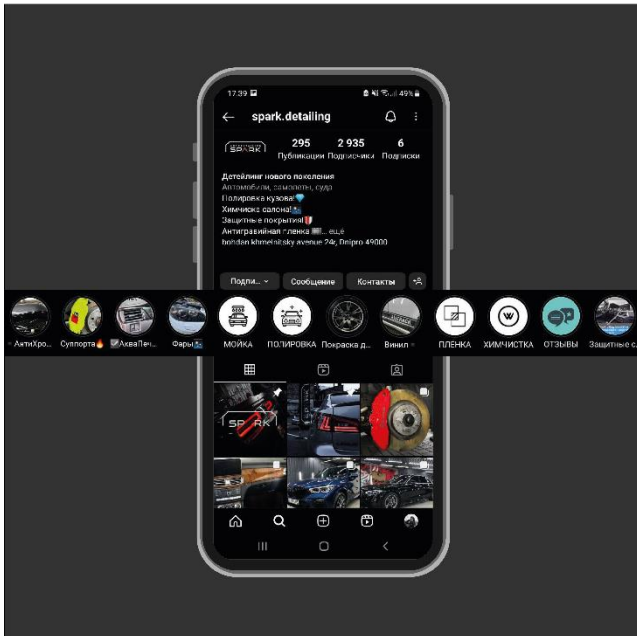 17:39
49%
spark.detailing
SPARK
295
2 935
6
Публикации
Подписчики
Подписки
Детейлинг нового поколения
Автомобили, самолеты, суда
Полировка кузова!💎
Химчистка салона!
Защитные покрытия!
Антигравийная пленка ... ещё
bohdan khmelnitsky avenue 24r, Dnipro 49000
Подпи...
Сообщение
Контакты
АнтиХро...
Суппорта🔥
АкваПеч...
Фары
МОЙКА
ПОЛИРОВКА
Покраска д...
Винил
ПЛЕНКА
ХИМЧИСТКА
ОТЗЫВЫ
Защитные с...
SPARK